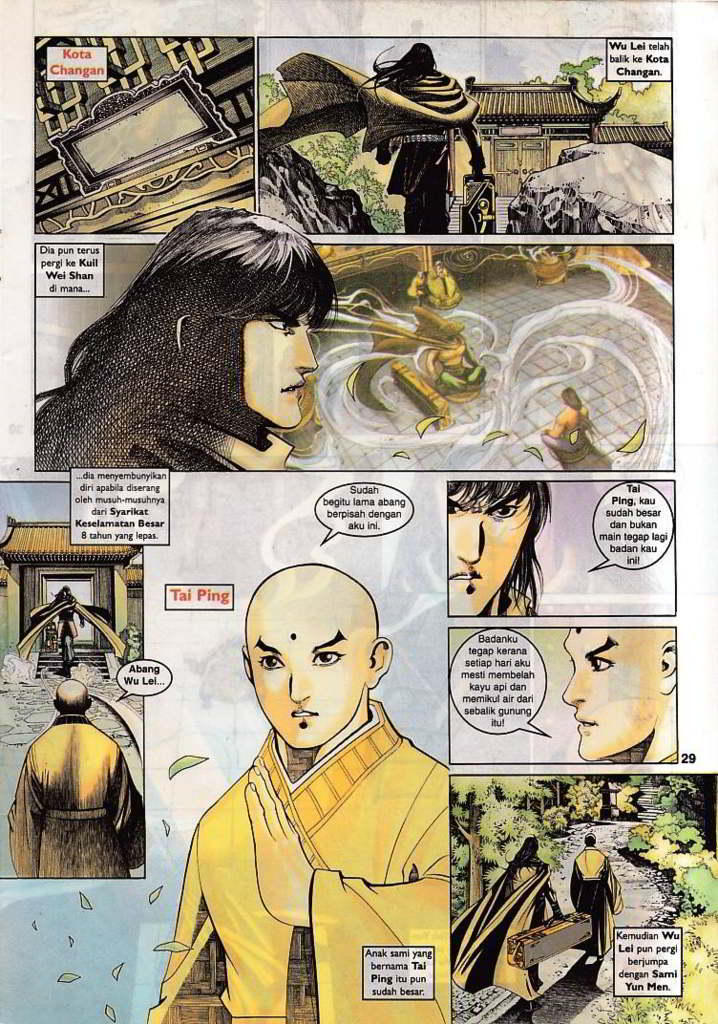 Kota
Changan
Wu Lei telah
balik ke Kota
Changan.
Dia pun terus
pergi ke Kuil
Wei Shan
di mana...
...dia menyembunyikan
diri apabila diserang
oleh musuh-musuhnya
dari Syarikat
Keselamatan Besar
8 tahun yang lepas.
Abang
Wu Lei...
Sudah
begitu lama abang
berpisah dengan
aku ini.
Tai Ping
Tai
Ping, kau
sudah besar
dan bukan
main tegap lagi
badan kau
ini!
Badanku
tegap kerana
setiap hari aku
mesti membelah
kayu api dan
memikul air dari
sebalik gunung
itu!
29
Anak sami yang
bernama Tai
Ping itu pun
sudah besar.
Kemudian Wu
Lei pun pergi
berjumpa
dengan Sami
Yun Men.